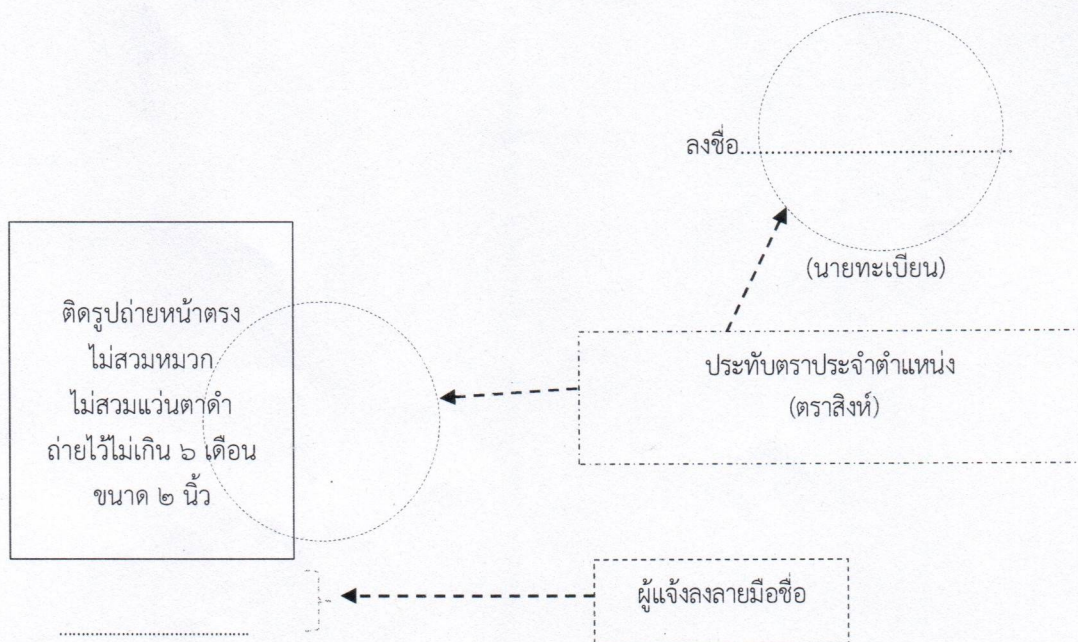 ลงชื่อ........................................
(นายทะเบียน)
ติดรูปถ่ายหน้าตรง
ไม่สวมหมวก
ไม่สวมแว่นตาดำ
ถ่ายไว้ไม่เกิน ๖ เดือน
ขนาด ๒ นิ้ว
ประทับตราประจำตำแหน่ง
(ตราสิงห์)
ผู้แจ้งลงลายมือชื่อ
........................................